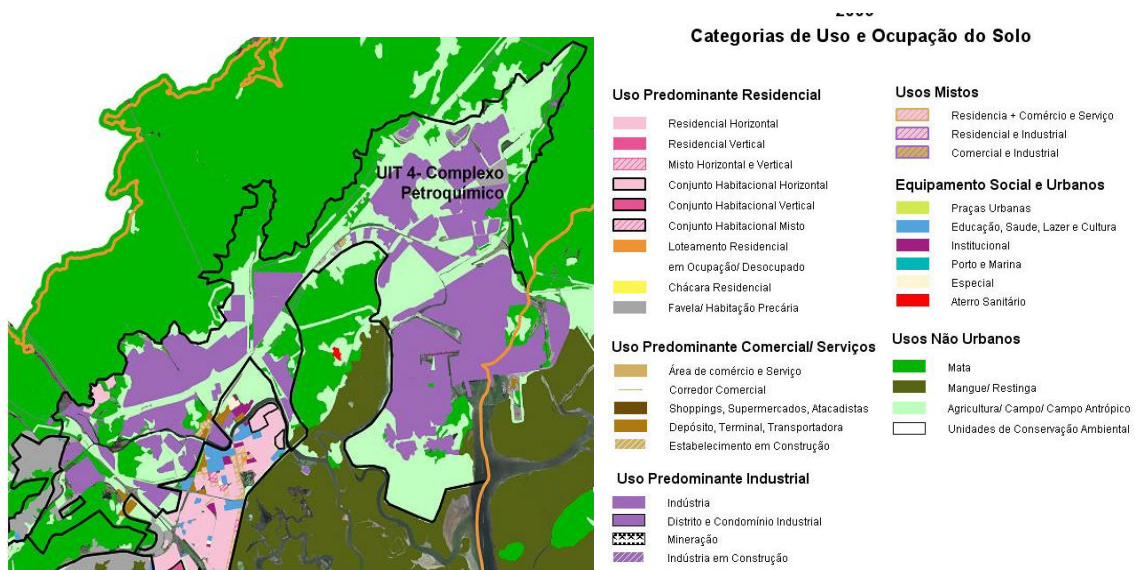 UIT 4- Complexo
Petroquímico
Categorias de Uso e Ocupação do Solo
Uso Predominante Residencial
Residencial Horizontal
Residencial Vertical
Misto Horizontal e Vertical
Conjunto Habitacional Horizontal
Conjunto Habitacional Vertical
Conjunto Habitacional Misto
Loteamento Residencial
em Ocupação/ Desocupado
Chácara Residencial
Favela/ Habitação Precária
Uso Predominante Comercial/ Serviços
Área de comércio e Serviço
Corredor Comercial
Shoppings, Supermercados, Atacadistas
Depósito, Terminal, Transportadora
Estabelecimento em Construção
Uso Predominante Industrial
Indústria
Distrito e Condomínio Industrial
Mineração
Indústria em Construção
Usos Mistos
Residencia + Comércio e Serviço
Residencial e Industrial
Comercial e Industrial
Equipamento Social e Urbanos
Praças Urbanas
Educação, Saude, Lazer e Cultura
Institucional
Porto e Marina
Especial
Aterro Sanitário
Usos Não Urbanos
Mata
Mangue/ Restinga
Agricultura/ Campo/ Campo Antrópico
Unidades de Conservação Ambiental